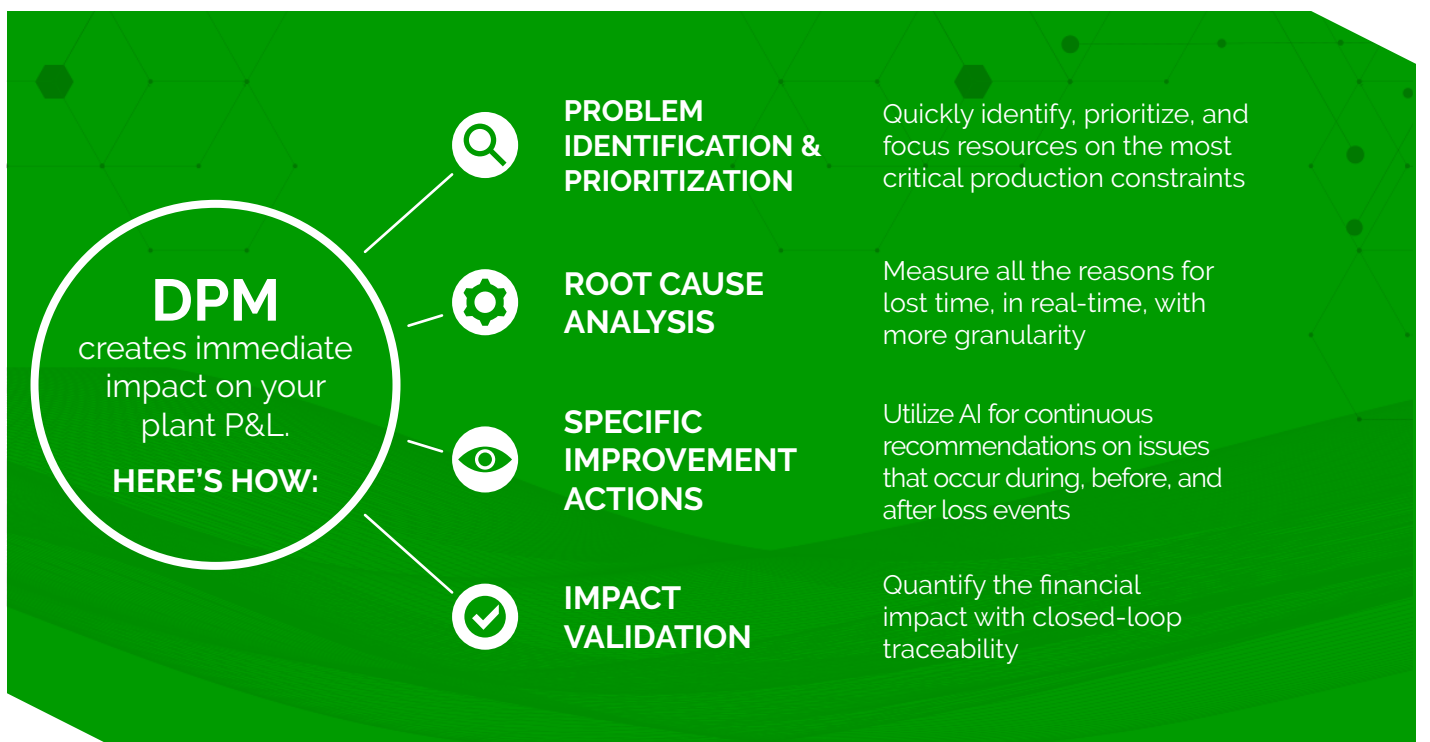 DPM
creates immediate
impact on your
plant P&L.
HERE'S HOW:
PROBLEM
IDENTIFICATION &
PRIORITIZATION
Quickly identify, prioritize, and
focus resources on the most
critical production constraints
ROOT CAUSE
ANALYSIS
Measure all the reasons for
lost time, in real-time, with
more granularity
SPECIFIC
IMPROVEMENT
ACTIONS
Utilize AI for continuous
recommendations on issues
that occur during, before, and
after loss events
IMPACT
VALIDATION
Quantify the financial
impact with closed-loop
traceability